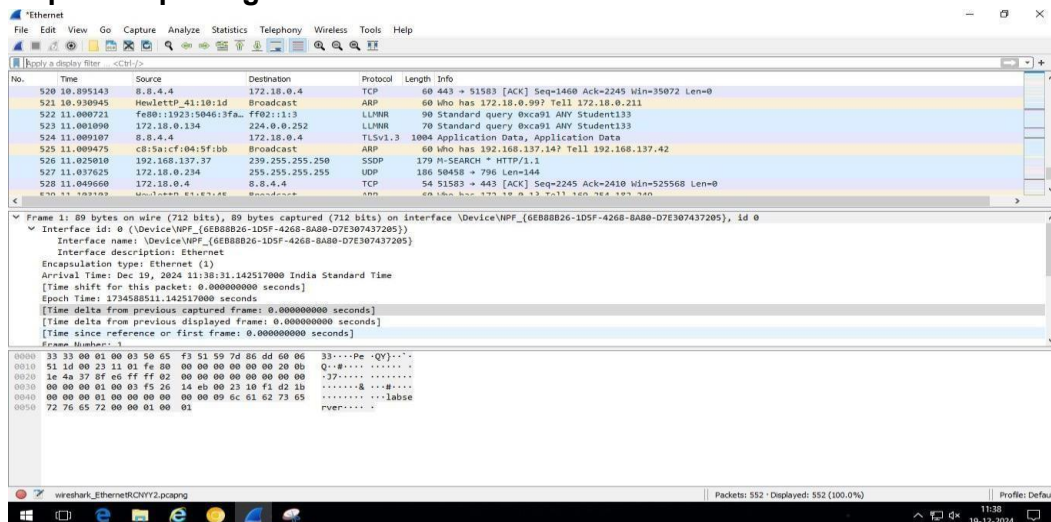 *Ethernet
File Edit View Go Capture Analyze Statistics Telephony Wireless Tools Help
Apply a display filter ... <Ctrl-/>
No. Time Source Destination Protocol Length Info
520 10.895143 8.8.4.4 172.18.0.4 TCP 60 443 → 51583 [ACK] Seq=1460 Ack=2245 Win=35072 Len=0
521 10.930945 HewlettP_41:10:1d Broadcast ARP 60 Who has 172.18.0.99? Tell 172.18.0.211
522 11.000721 fe80::1923:5046:3fa… ff02::1:3 LLMNR 90 Standard query 0xca91 ANY Student133
523 11.001090 172.18.0.134 224.0.0.252 LLMNR 70 Standard query 0xca91 ANY Student133
524 11.009107 8.8.4.4 172.18.0.4 TLSv1.3 1004 Application Data, Application Data
525 11.009475 c8:5a:cf:04:5f:bb Broadcast ARP 60 Who has 192.168.137.14? Tell 192.168.137.42
526 11.025010 192.168.137.37 239.255.255.250 SSDP 179 M-SEARCH * HTTP/1.1
527 11.037625 172.18.0.234 255.255.255.255 UDP 186 50458 → 796 Len=144
528 11.049660 172.18.0.4 8.8.4.4 TCP 54 51583 → 443 [ACK] Seq=2245 Ack=2410 Win=525568 Len=0
Frame 1: 89 bytes on wire (712 bits), 89 bytes captured (712 bits) on interface \Device\NPF_{6EB88B26-1D5F-4268-8A80-D7E307437205}, id 0
Interface id: 0 (\Device\NPF_{6EB88B26-1D5F-4268-8A80-D7E307437205})
Interface name: \Device\NPF_{6EB88B26-1D5F-4268-8A80-D7E307437205}
Interface description: Ethernet
Encapsulation type: Ethernet (1)
Arrival Time: Dec 19, 2024 11:38:31.142517000 India Standard Time
[Time shift for this packet: 0.000000000 seconds]
Epoch Time: 1734588511.142517000 seconds
[Time delta from previous captured frame: 0.000000000 seconds]
[Time delta from previous displayed frame: 0.000000000 seconds]
[Time since reference or first frame: 0.000000000 seconds]
Frame Number: 1
0000 33 33 00 01 00 03 50 65 f3 51 59 7d 86 dd 60 06 33····Pe ·QY}··`·
0010 51 1d 00 23 11 01 fe 80 00 00 00 00 00 00 20 0b Q··#···· ······ ·
0020 1e 4a 37 8f e6 ff ff 02 00 00 00 00 00 00 00 00 ·J7····· ········
0030 00 00 00 01 00 03 f5 26 14 eb 00 23 10 f1 d2 1b ·······& ···#····
0040 00 00 00 01 00 00 00 00 00 00 09 6c 61 62 73 65 ········ ···labse
0050 72 76 65 72 00 00 01 00 01 rver···· ·
wireshark_EthernetRCNYY2.pcapng Packets: 552 · Displayed: 552 (100.0%) Profile: Defau
11:38
19-12-2024